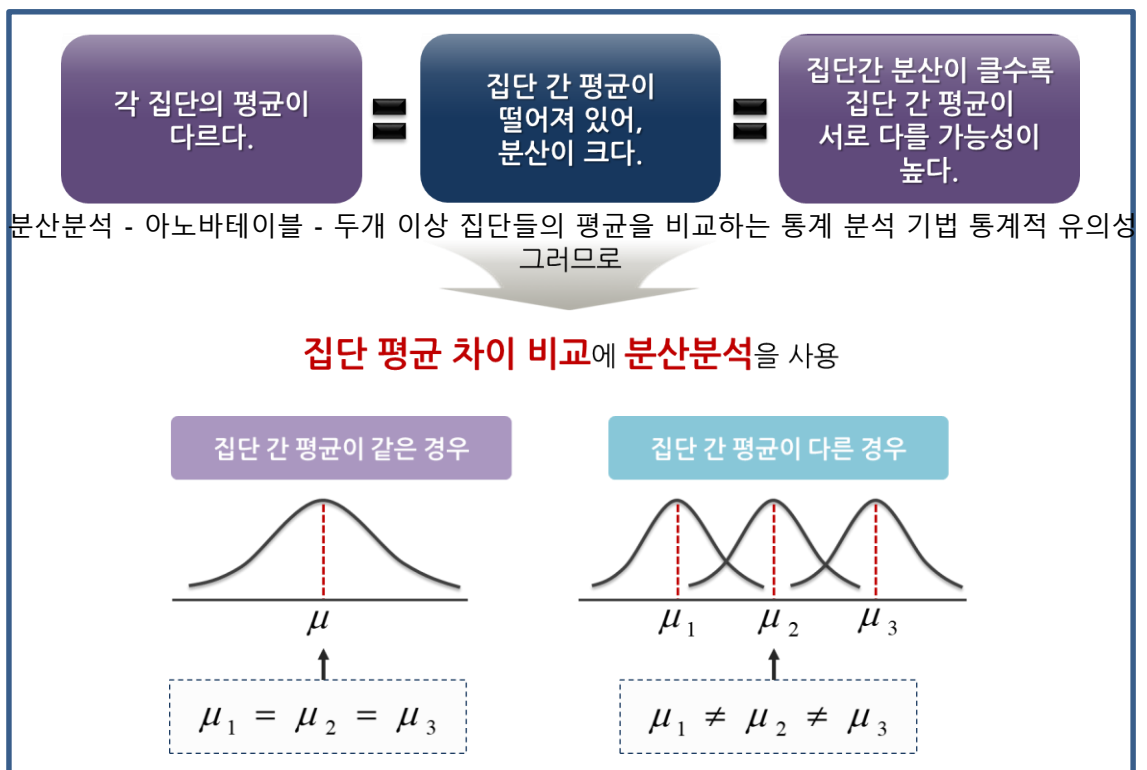 각 집단의 평균이
다르다.
=
집단 간 평균이
떨어져 있어,
분산이 크다.
=
집단간 분산이 클수록
집단 간 평균이
서로 다를 가능성이
높다.
분산분석 - 아노바테이블 - 두개 이상 집단들의 평균을 비교하는 통계 분석 기법 통계적 유의성
그러므로
집단 평균 차이 비교에 분산분석을 사용
집단 간 평균이 같은 경우
μ
μ₁ = μ₂ = μ₃
집단 간 평균이 다른 경우
μ₁ μ₂ μ₃
μ₁ ≠ μ₂ ≠ μ₃